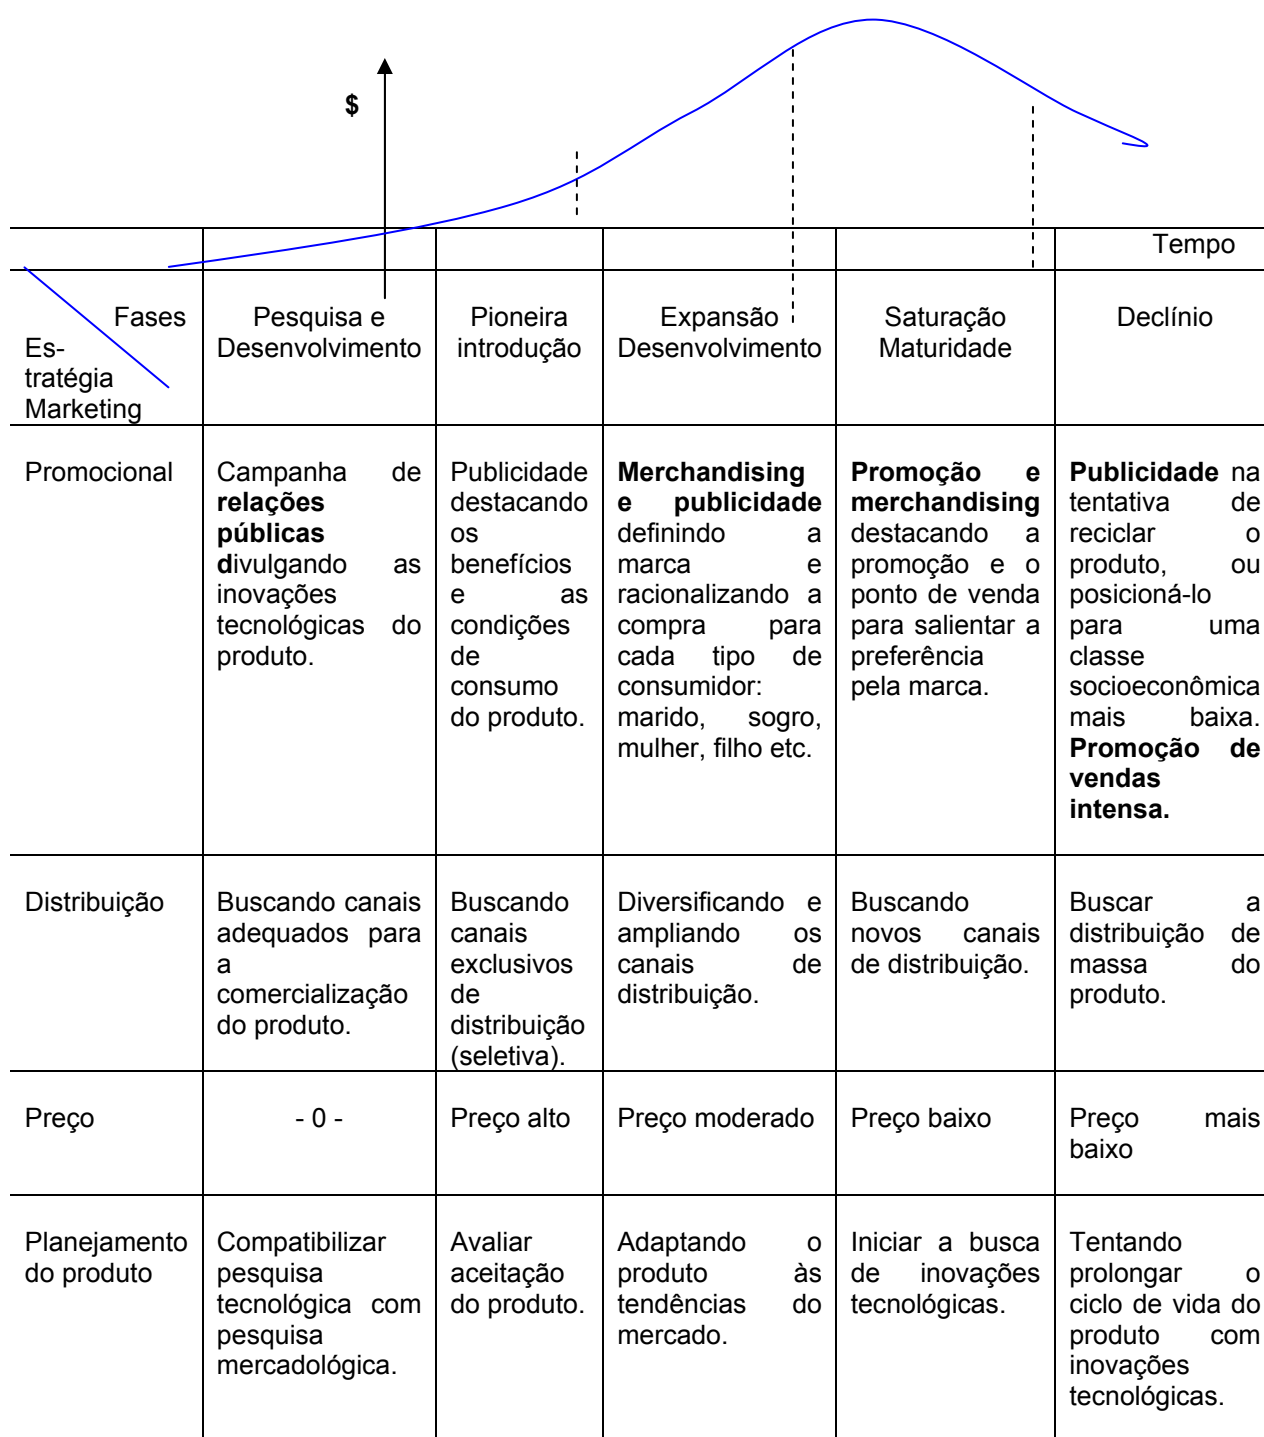 $
Tempo
Fases
Es-
tratégia
Marketing
Pesquisa e
Desenvolvimento
Pioneira
introdução
Expansão
Desenvolvimento
Saturação
Maturidade
Declínio
Promocional
Campanha de
relações
públicas
divulgando as
inovações
tecnológicas do
produto.
Publicidade
destacando
os
benefícios
e as
condições
de
consumo
do produto.
Merchandising
e publicidade
definindo a
marca e
racionalizando a
compra para
cada tipo de
consumidor:
marido, sogro,
mulher, filho etc.
Promoção e
merchandising
destacando a
promoção e o
ponto de venda
para salientar a
preferência
pela marca.
Publicidade na
tentativa de
reciclar o
produto, ou
posicioná-lo
para uma
classe
socioeconômica
mais baixa.
Promoção de
vendas
intensa.
Distribuição
Buscando canais
adequados para
a
comercialização
do produto.
Buscando
canais
exclusivos
de
distribuição
(seletiva).
Diversificando e
ampliando os
canais de
distribuição.
Buscando
novos canais
de distribuição.
Buscar a
distribuição de
massa do
produto.
Preço
- 0 -
Preço alto
Preço moderado
Preço baixo
Preço mais
baixo
Planejamento
do produto
Compatibilizar
pesquisa
tecnológica com
pesquisa
mercadológica.
Avaliar
aceitação
do produto.
Adaptando o
produto às
tendências do
mercado.
Iniciar a busca
de inovações
tecnológicas.
Tentando
prolongar o
ciclo de vida do
produto com
inovações
tecnológicas.